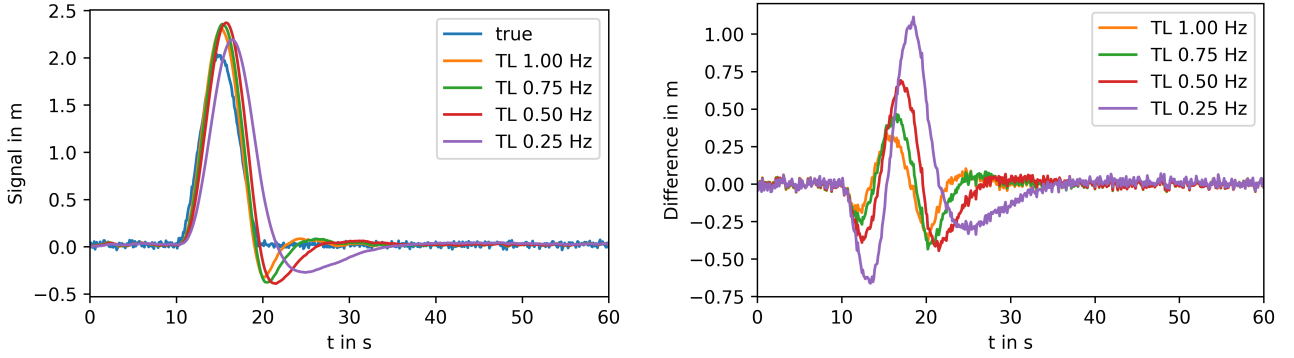 2.5
2.0
1.5
1.0
0.5
0.0
−0.5
Signal in m
0
10
20
30
40
50
60
t in s
true
TL 1.00 Hz
TL 0.75 Hz
TL 0.50 Hz
TL 0.25 Hz
1.00
0.75
0.50
0.25
0.00
−0.25
−0.50
−0.75
Difference in m
0
10
20
30
40
50
60
t in s
TL 1.00 Hz
TL 0.75 Hz
TL 0.50 Hz
TL 0.25 Hz